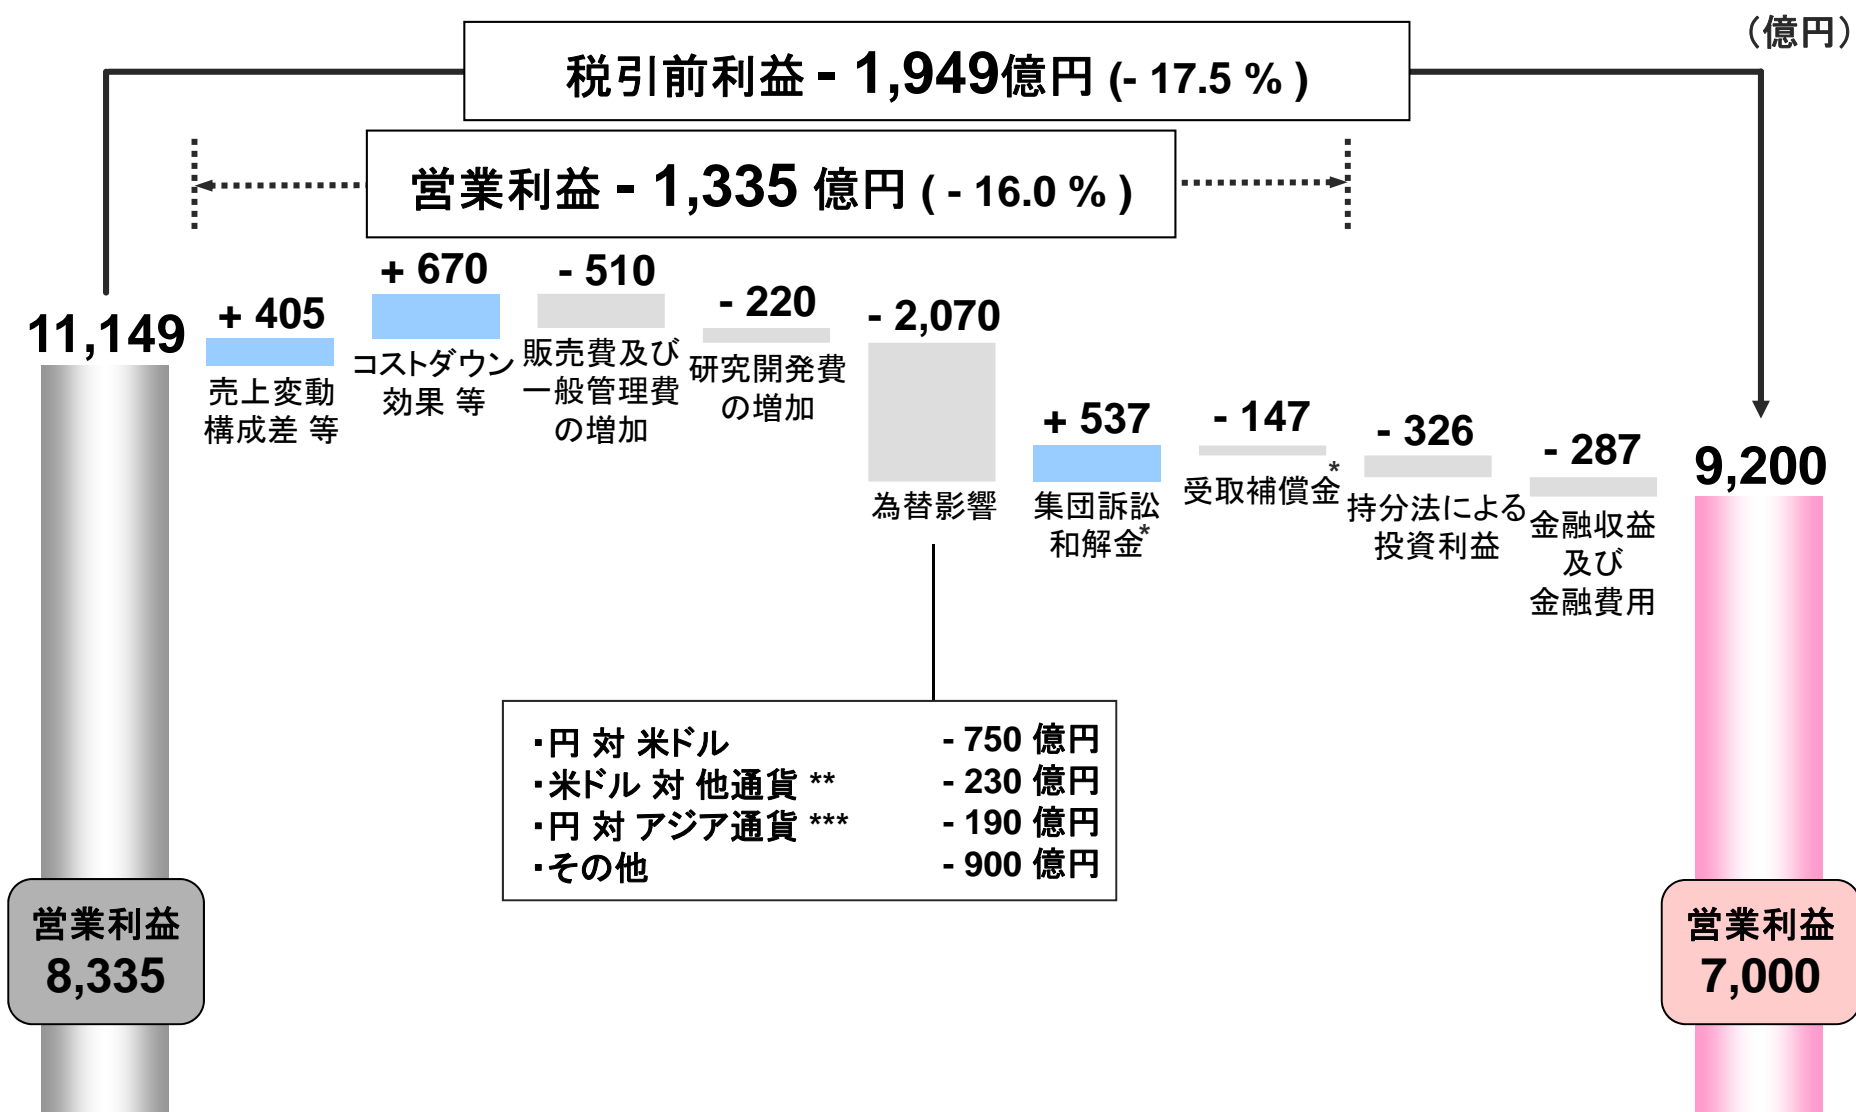 （億円）
税引前利益 - 1,949億円 (- 17.5 % )
営業利益 - 1,335 億円 ( - 16.0 % )
11,149
+ 405
売上変動
構成差 等
+ 670
コストダウン
効果 等
- 510
販売費及び
一般管理費
の増加
- 220
研究開発費
の増加
- 2,070
為替影響
+ 537
集団訴訟
和解金*
- 147
受取補償金*
- 326
持分法による
投資利益
- 287
金融収益
及び
金融費用
9,200
・円 対 米ドル - 750 億円
・米ドル 対 他通貨 ** - 230 億円
・円 対 アジア通貨 *** - 190 億円
・その他 - 900 億円
営業利益
8,335
営業利益
7,000